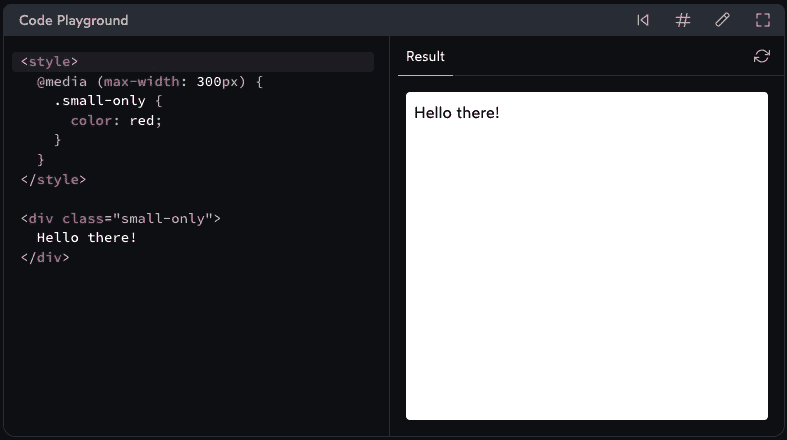 Code Playground
<style>
@media (max-width: 300px) {
.small-only {
color: red;
}
}
</style>
<div class="small-only">
Hello there!
</div>
Result
Hello there!